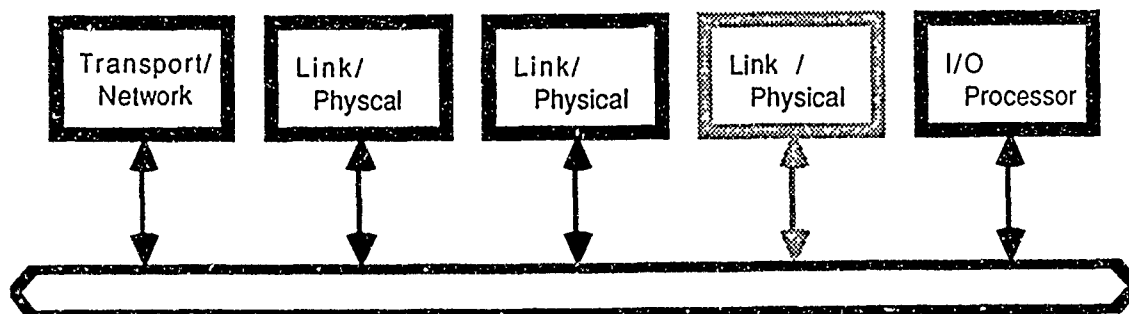 Transport/
Network
Link/
Physcal
Link/
Physical
Link /
Physical
I/O
Processor